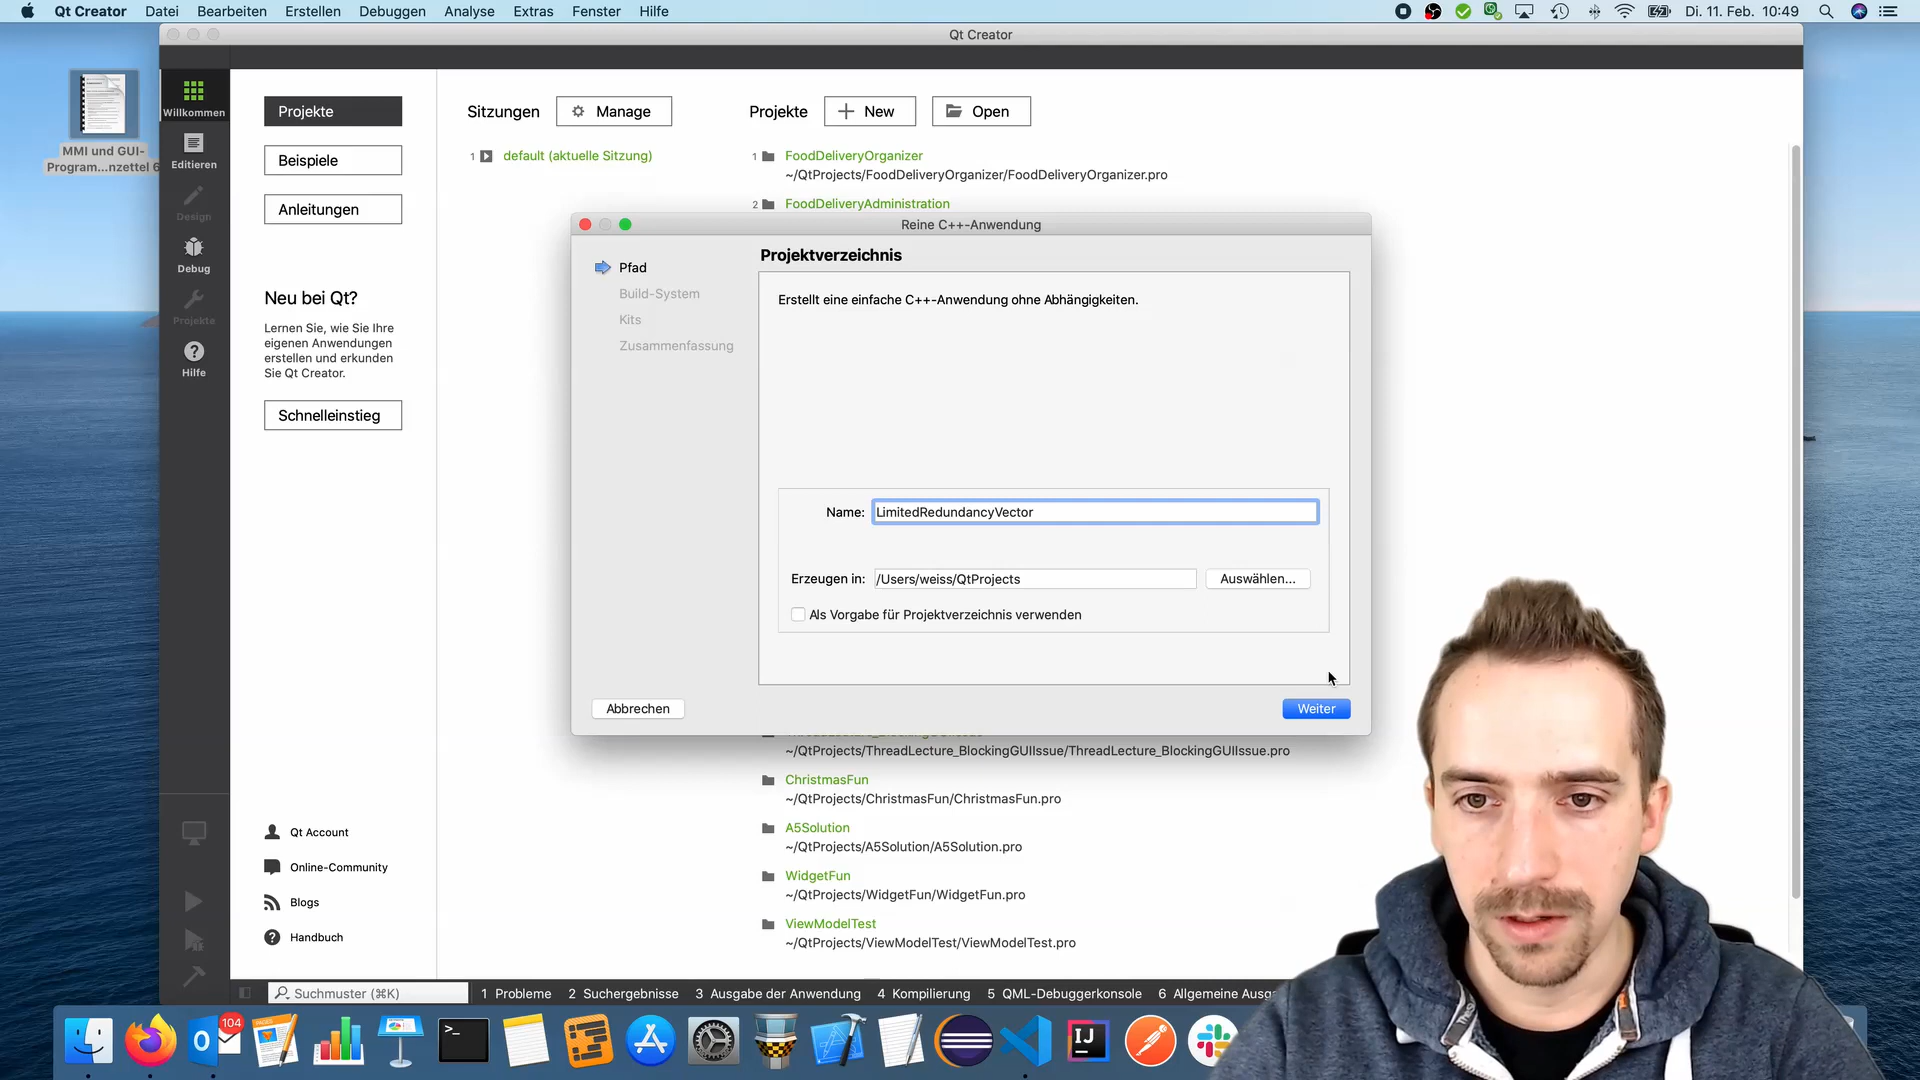 Qt Creator Datei Bearbeiten Erstellen Debuggen Analyse Extras Fenster Hilfe Di. 11. Feb. 10:49
Qt Creator
MMI und GUI-
Program...nzettel 6
Willkommen
Editieren
Design
Debug
Projekte
Hilfe
Projekte
Beispiele
Anleitungen
Neu bei Qt?
Lernen Sie, wie Sie Ihre
eigenen Anwendungen
erstellen und erkunden
Sie Qt Creator.
Schnelleinstieg
Qt Account
Online-Community
Blogs
Handbuch
Sitzungen Manage
1 default (aktuelle Sitzung)
Projekte New Open
1 FoodDeliveryOrganizer
~/QtProjects/FoodDeliveryOrganizer/FoodDeliveryOrganizer.pro
2 FoodDeliveryAdministration
Reine C++-Anwendung
Pfad
Build-System
Kits
Zusammenfassung
Projektverzeichnis
Erstellt eine einfache C++-Anwendung ohne Abhängigkeiten.
Name: LimitedRedundancyVector
Erzeugen in: /Users/weiss/QtProjects Auswählen...
Als Vorgabe für Projektverzeichnis verwenden
Abbrechen Weiter
~/QtProjects/ThreadLecture_BlockingGUIIssue/ThreadLecture_BlockingGUIIssue.pro
ChristmasFun
~/QtProjects/ChristmasFun/ChristmasFun.pro
A5Solution
~/QtProjects/A5Solution/A5Solution.pro
WidgetFun
~/QtProjects/WidgetFun/WidgetFun.pro
ViewModelTest
~/QtProjects/ViewModelTest/ViewModelTest.pro
Suchmuster (⌘K) 1 Probleme 2 Suchergebnisse 3 Ausgabe der Anwendung 4 Kompilierung 5 QML-Debuggerkonsole 6 Allgemeine
104
IJ